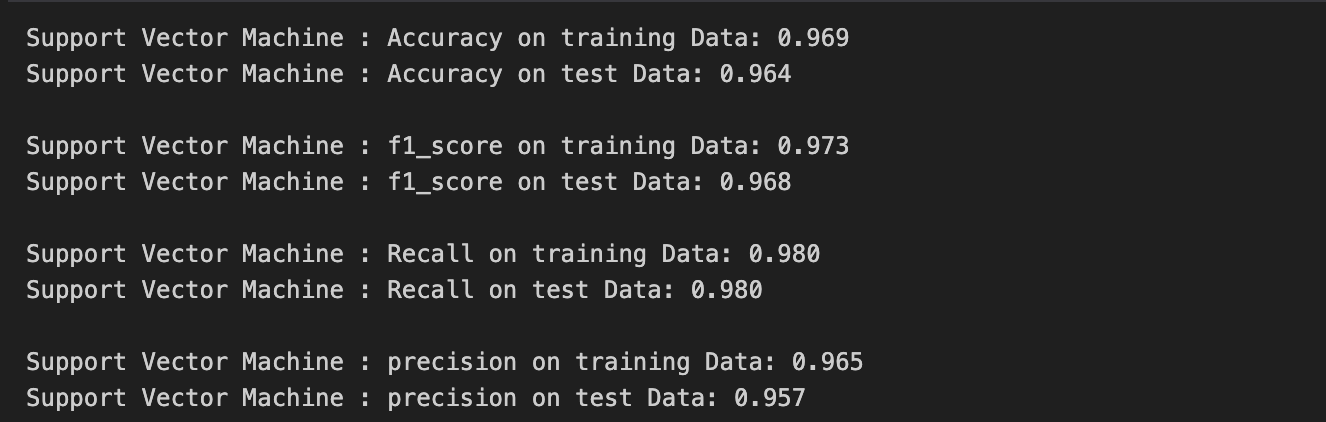 Support Vector Machine : Accuracy on training Data: 0.969
Support Vector Machine : Accuracy on test Data: 0.964
Support Vector Machine : f1_score on training Data: 0.973
Support Vector Machine : f1_score on test Data: 0.968
Support Vector Machine : Recall on training Data: 0.980
Support Vector Machine : Recall on test Data: 0.980
Support Vector Machine : precision on training Data: 0.965
Support Vector Machine : precision on test Data: 0.957